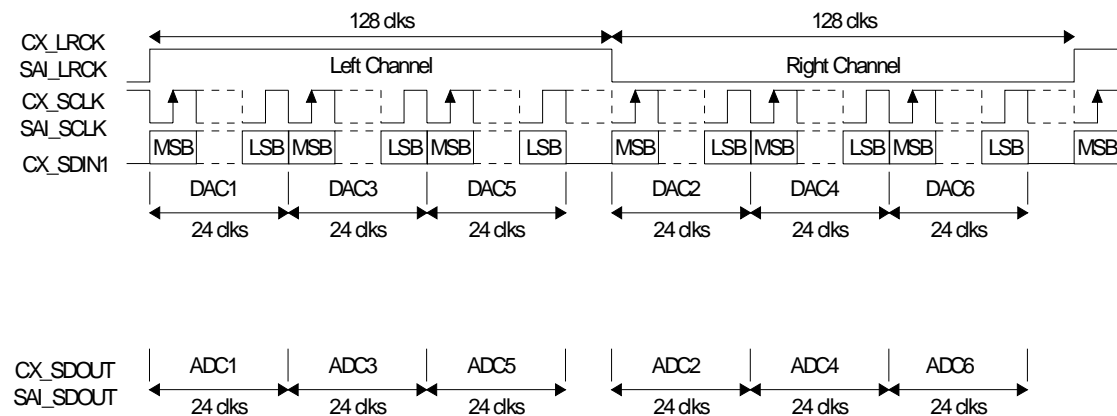 128 clks 128 clks
CX_LRCK
SAI_LRCK Left Channel Right Channel
CX_SCLK
SAI_SCLK
MSB LSB MSB LSB MSB LSB MSB LSB MSB LSB MSB LSB MSB
CX_SDIN1
DAC1 DAC3 DAC5 DAC2 DAC4 DAC6
24 clks 24 clks 24 clks 24 clks 24 clks 24 clks
CX_SDOUT ADC1 ADC3 ADC5 ADC2 ADC4 ADC6
SAI_SDOUT 24 clks 24 clks 24 clks 24 clks 24 clks 24 clks